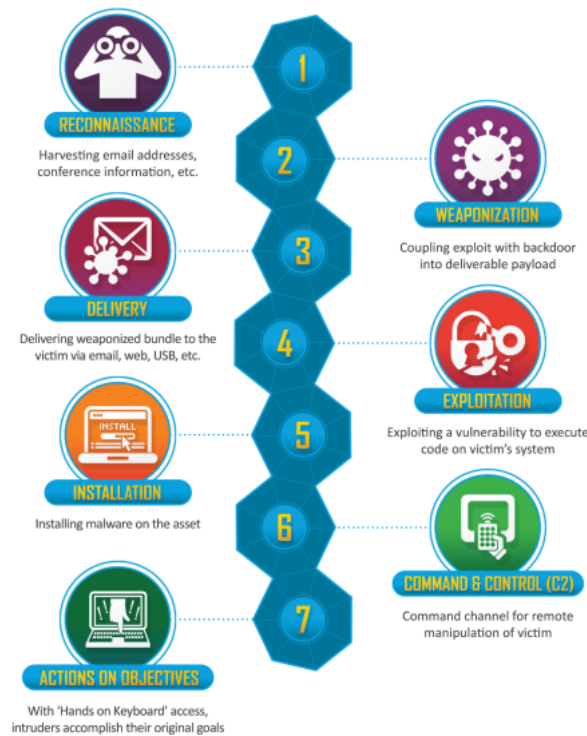 1
RECONNAISSANCE
Harvesting email addresses,
conference information, etc.
2
WEAPONIZATION
Coupling exploit with backdoor
into deliverable payload
3
DELIVERY
Delivering weaponized bundle to the
victim via email, web, USB, etc.
4
EXPLOITATION
Exploiting a vulnerability to execute
code on victim's system
5
INSTALL
INSTALLATION
Installing malware on the asset
6
COMMAND & CONTROL (C2)
Command channel for remote
manipulation of victim
7
ACTIONS ON OBJECTIVES
With 'Hands on Keyboard' access,
intruders accomplish their original goals